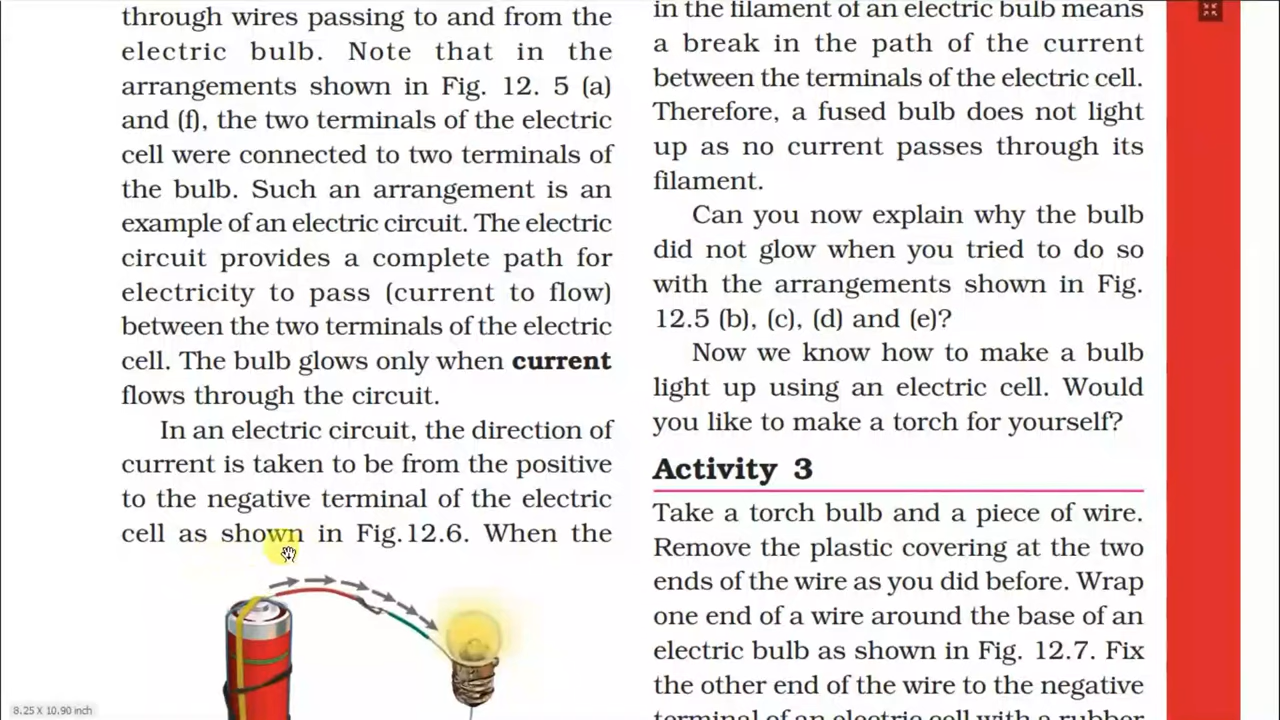 through wires passing to and from the
electric bulb. Note that in the
arrangements shown in Fig. 12. 5 (a)
and (f), the two terminals of the electric
cell were connected to two terminals of
the bulb. Such an arrangement is an
example of an electric circuit. The electric
circuit provides a complete path for
electricity to pass (current to flow)
between the two terminals of the electric
cell. The bulb glows only when current
flows through the circuit.
In an electric circuit, the direction of
current is taken to be from the positive
to the negative terminal of the electric
cell as shown in Fig.12.6. When the
in the filament of an electric bulb means
a break in the path of the current
between the terminals of the electric cell.
Therefore, a fused bulb does not light
up as no current passes through its
filament.
Can you now explain why the bulb
did not glow when you tried to do so
with the arrangements shown in Fig.
12.5 (b), (c), (d) and (e)?
Now we know how to make a bulb
light up using an electric cell. Would
you like to make a torch for yourself?
Activity 3
Take a torch bulb and a piece of wire.
Remove the plastic covering at the two
ends of the wire as you did before. Wrap
one end of a wire around the base of an
electric bulb as shown in Fig. 12.7. Fix
the other end of the wire to the negative
terminal of an electric cell with a rubber
8.25 X 10.90 inch